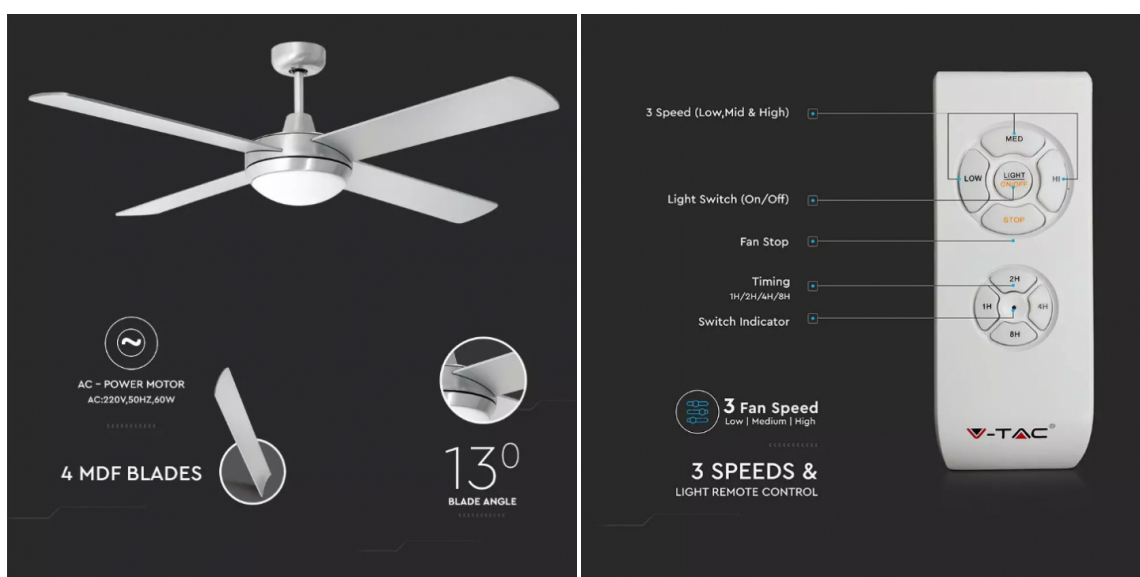 AC - POWER MOTOR
AC:220V,50HZ,60W
4 MDF BLADES
13⁰
BLADE ANGLE
3 Speed (Low,Mid & High)
Light Switch (On/Off)
Fan Stop
Timing
1H/2H/4H/8H
Switch Indicator
MED
LOW
LIGHT
ON/OFF
HI
STOP
2H
1H
4H
8H
3 Fan Speed
Low | Medium | High
3 SPEEDS &
LIGHT REMOTE CONTROL
V-TAC®